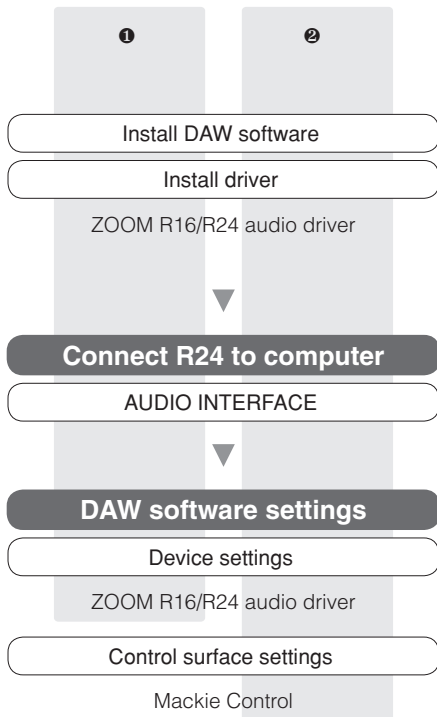 ❶ ❷
Install DAW software
Install driver
ZOOM R16/R24 audio driver
Connect R24 to computer
AUDIO INTERFACE
DAW software settings
Device settings
ZOOM R16/R24 audio driver
Control surface settings
Mackie Control